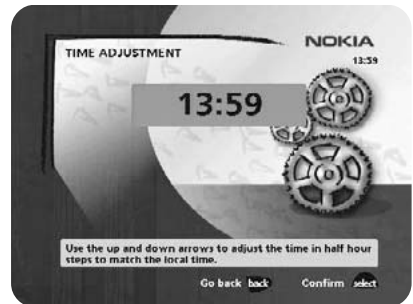 TIME ADJUSTMENT
NOKIA
13:59
13:59
Use the up and down arrows to adjust the time in half hour
steps to match the local time.
Go back back Confirm select